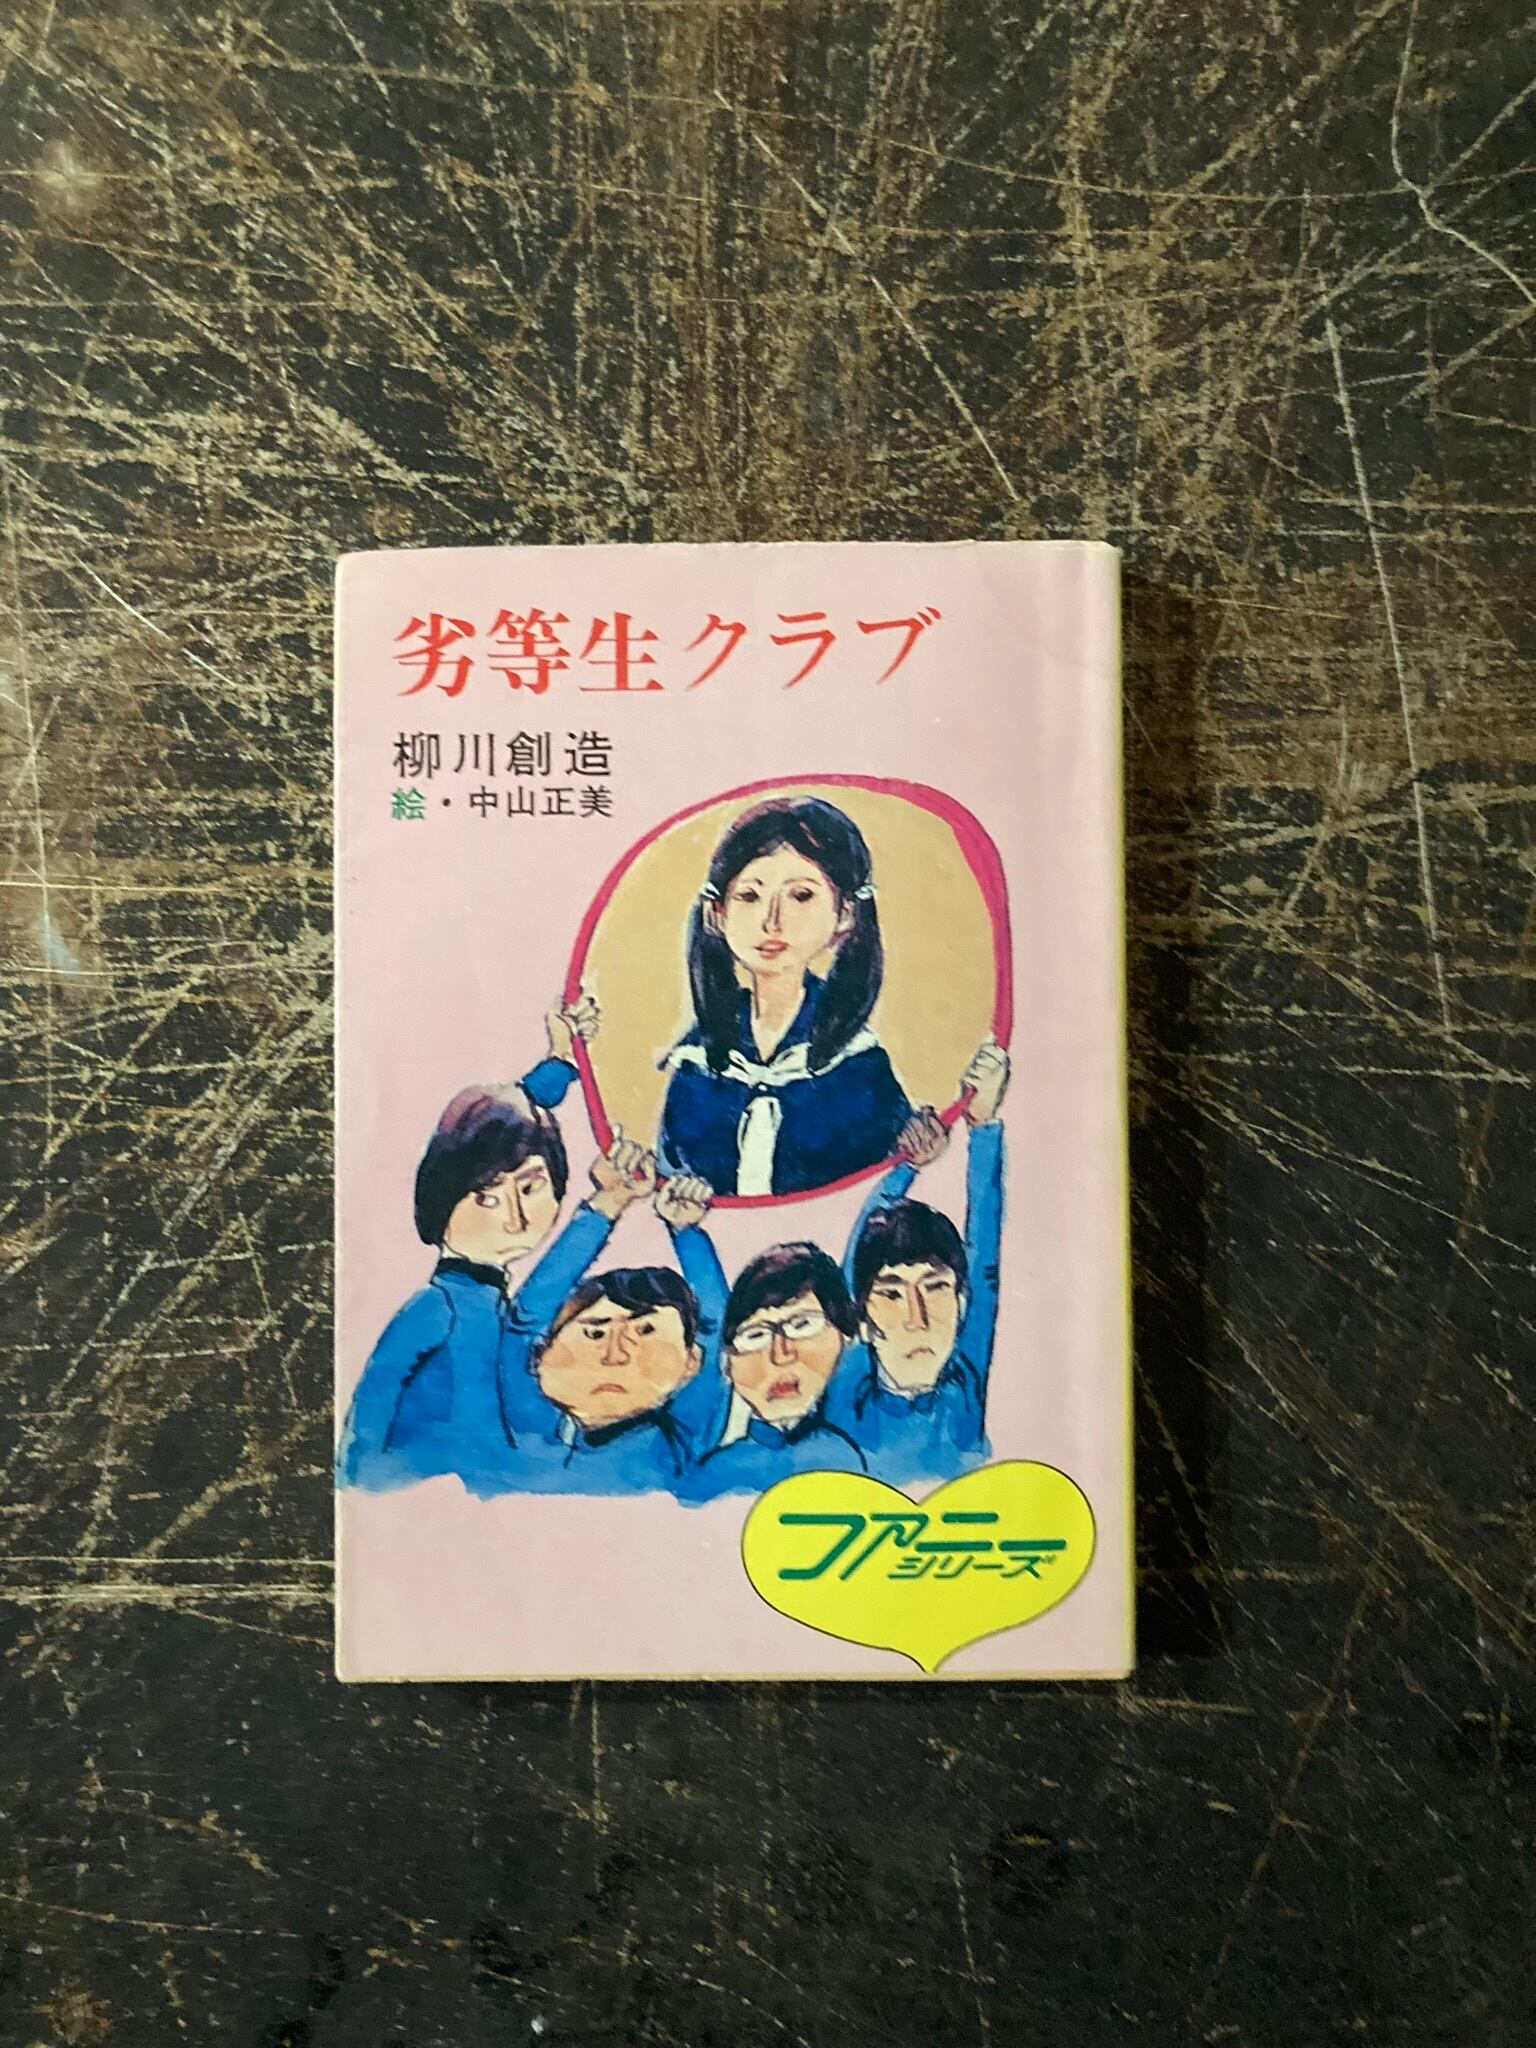 劣等生クラブ
柳川創造
絵・中山正美
ファニー
シリーズ